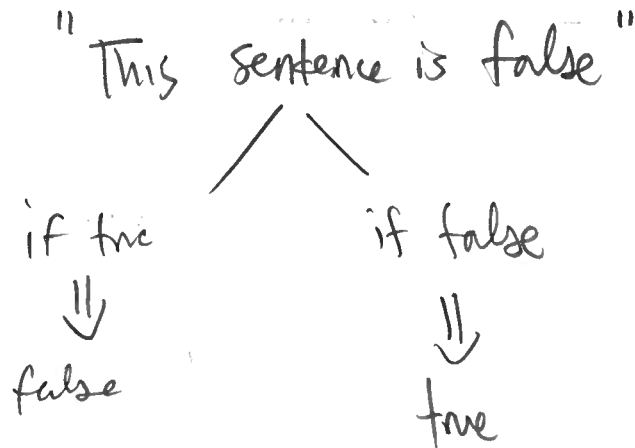 "This sentence is false"
if true if false
⇓ ⇓
false
true